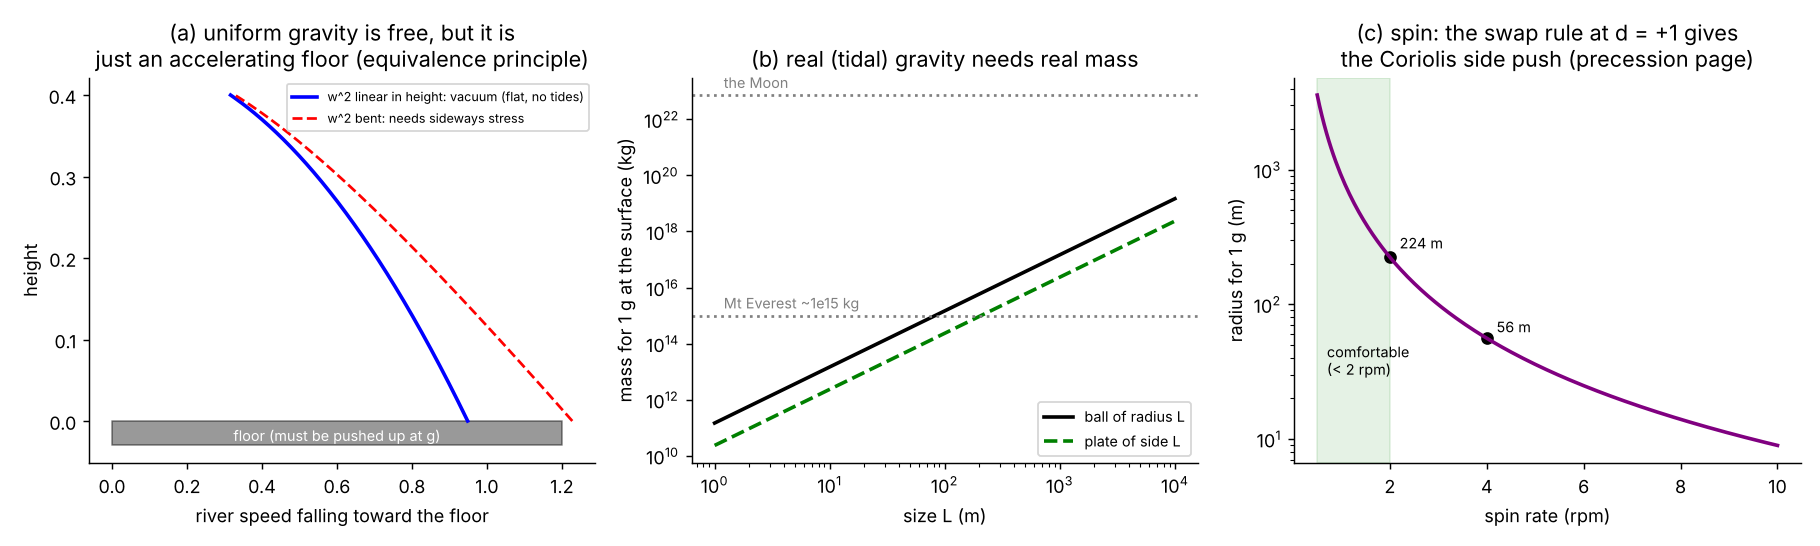 (a) uniform gravity is free, but it is
just an accelerating floor (equivalence principle)
w^2 linear in height: vacuum (flat, no tides)
w^2 bent: needs sideways stress
height
0.4
0.3
0.2
0.1
0.0
floor (must be pushed up at g)
0.0 0.2 0.4 0.6 0.8 1.0 1.2
river speed falling toward the floor
(b) real (tidal) gravity needs real mass
mass for 1 g at the surface (kg)
the Moon
10^22
10^20
10^18
10^16
Mt Everest ~1e15 kg
10^14
10^12
10^10
ball of radius L
plate of side L
10^0 10^1 10^2 10^3 10^4
size L (m)
(c) spin: the swap rule at d = +1 gives
the Coriolis side push (precession page)
radius for 1 g (m)
10^3
10^2
10^1
224 m
56 m
comfortable
(< 2 rpm)
2 4 6 8 10
spin rate (rpm)